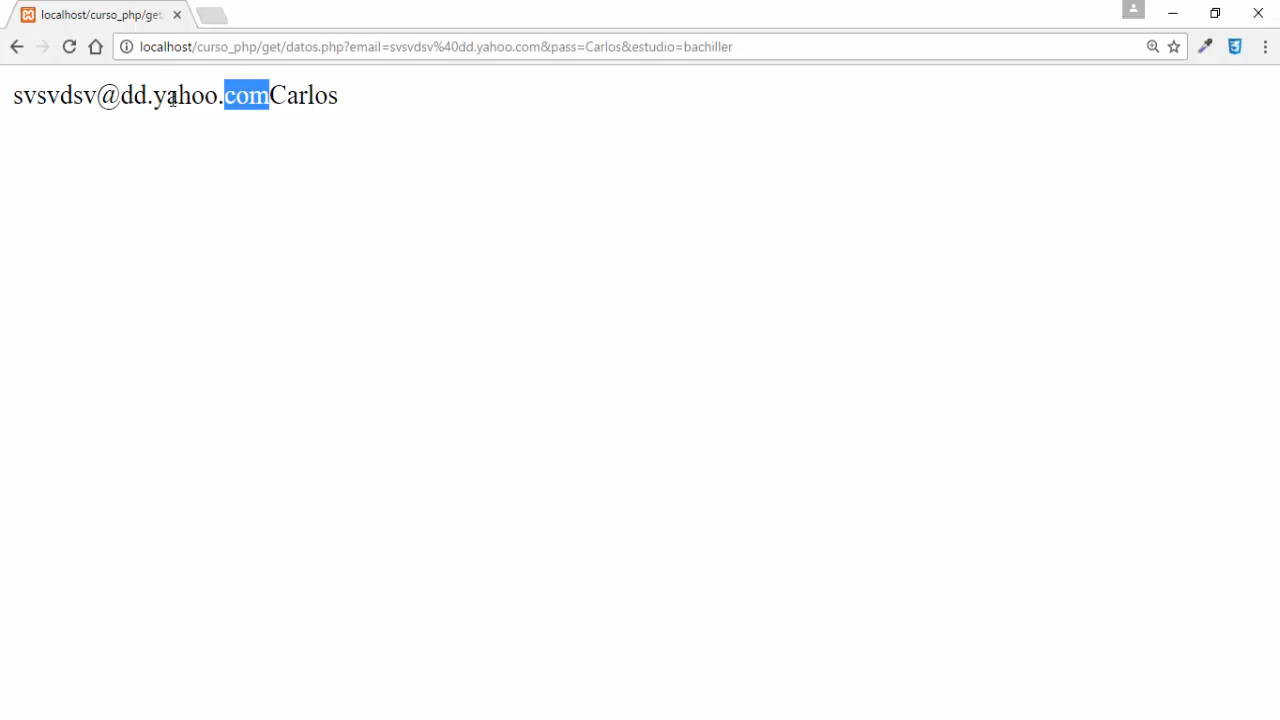 localhost/curso_php/get
localhost/curso_php/get/datos.php?email=svsvdsv%40dd.yahoo.com&pass=Carlos&estudio=bachiller
svsvdsv@dd.yahoo.comCarlos